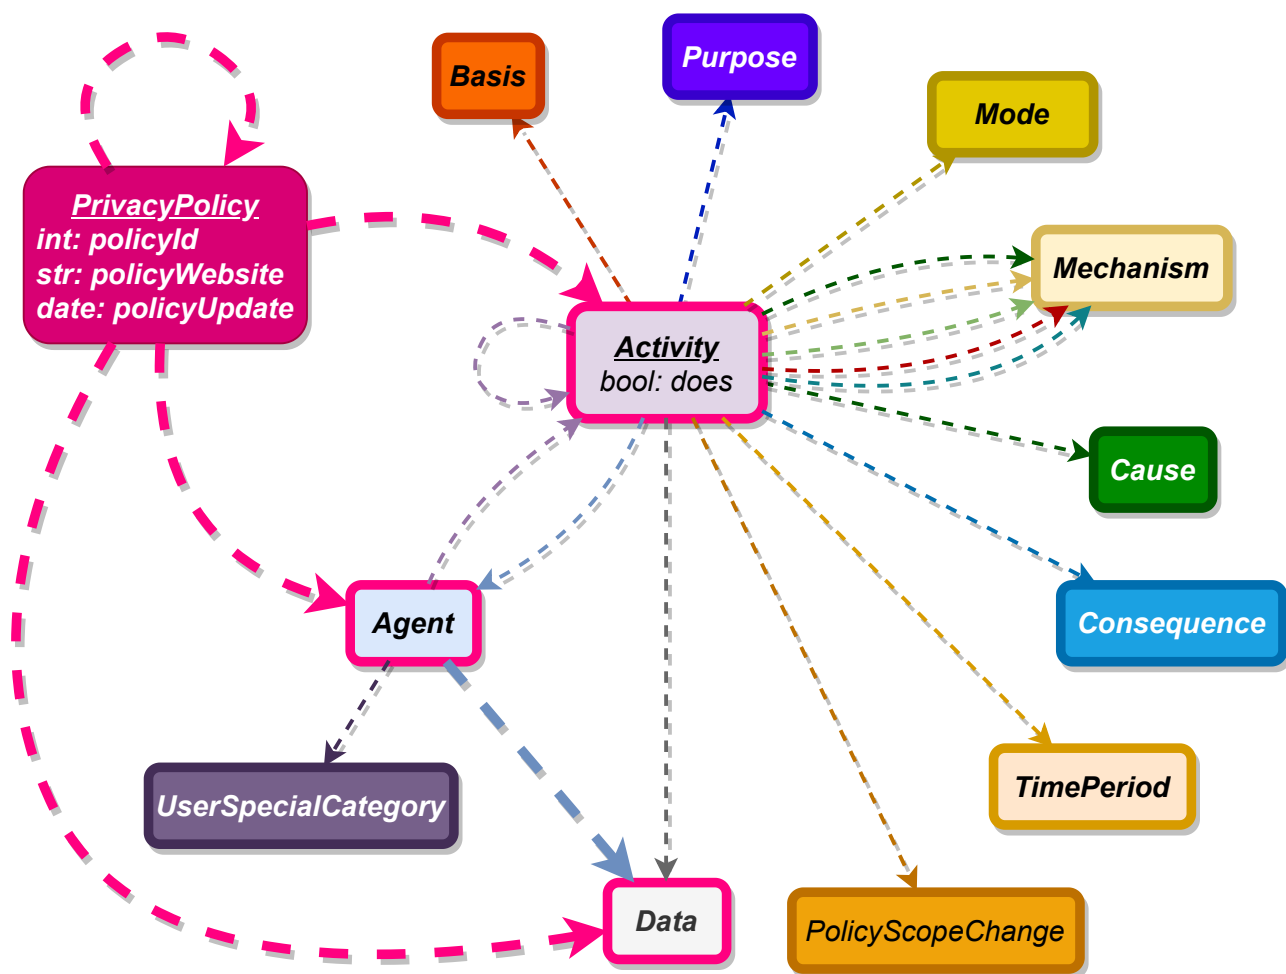 Basis
Purpose
Mode
PrivacyPolicy
int: policyId
str: policyWebsite
date: policyUpdate
Mechanism
Activity
bool: does
Cause
Agent
Consequence
UserSpecialCategory
TimePeriod
Data
PolicyScopeChange